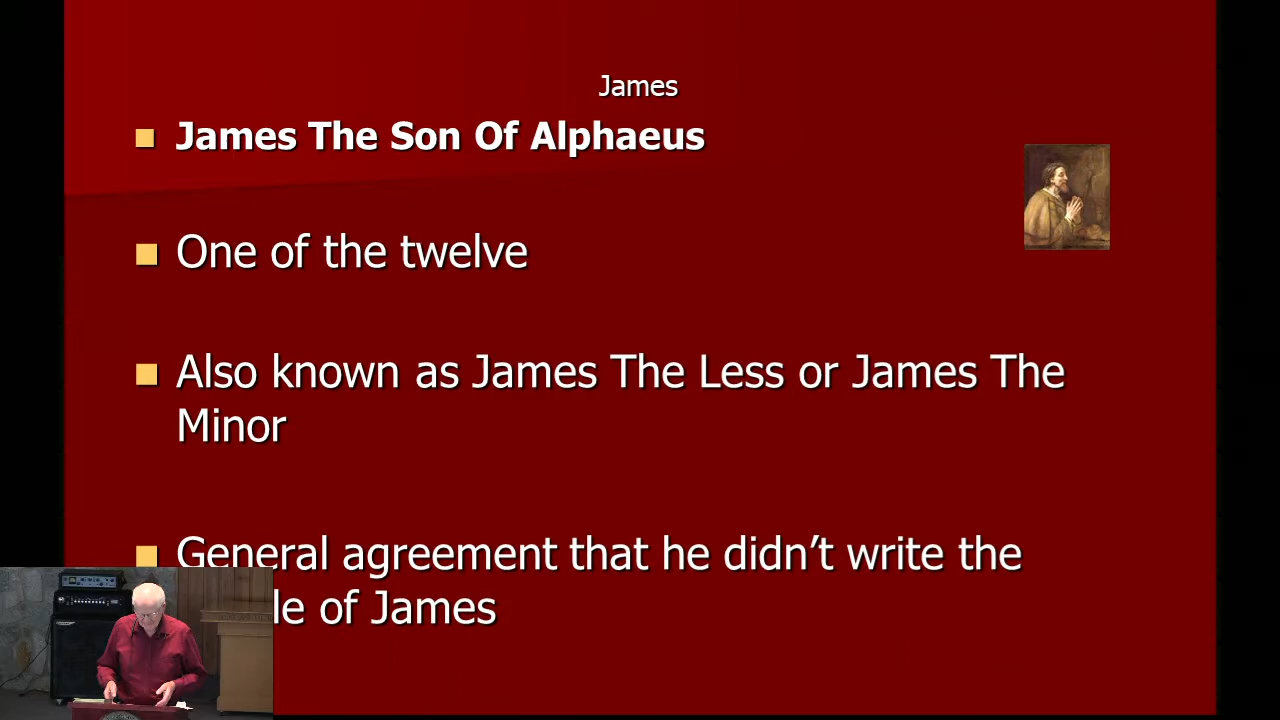 James
James The Son Of Alphaeus
One of the twelve
Also known as James The Less or James The
Minor
General agreement that he didn’t write the
le of James